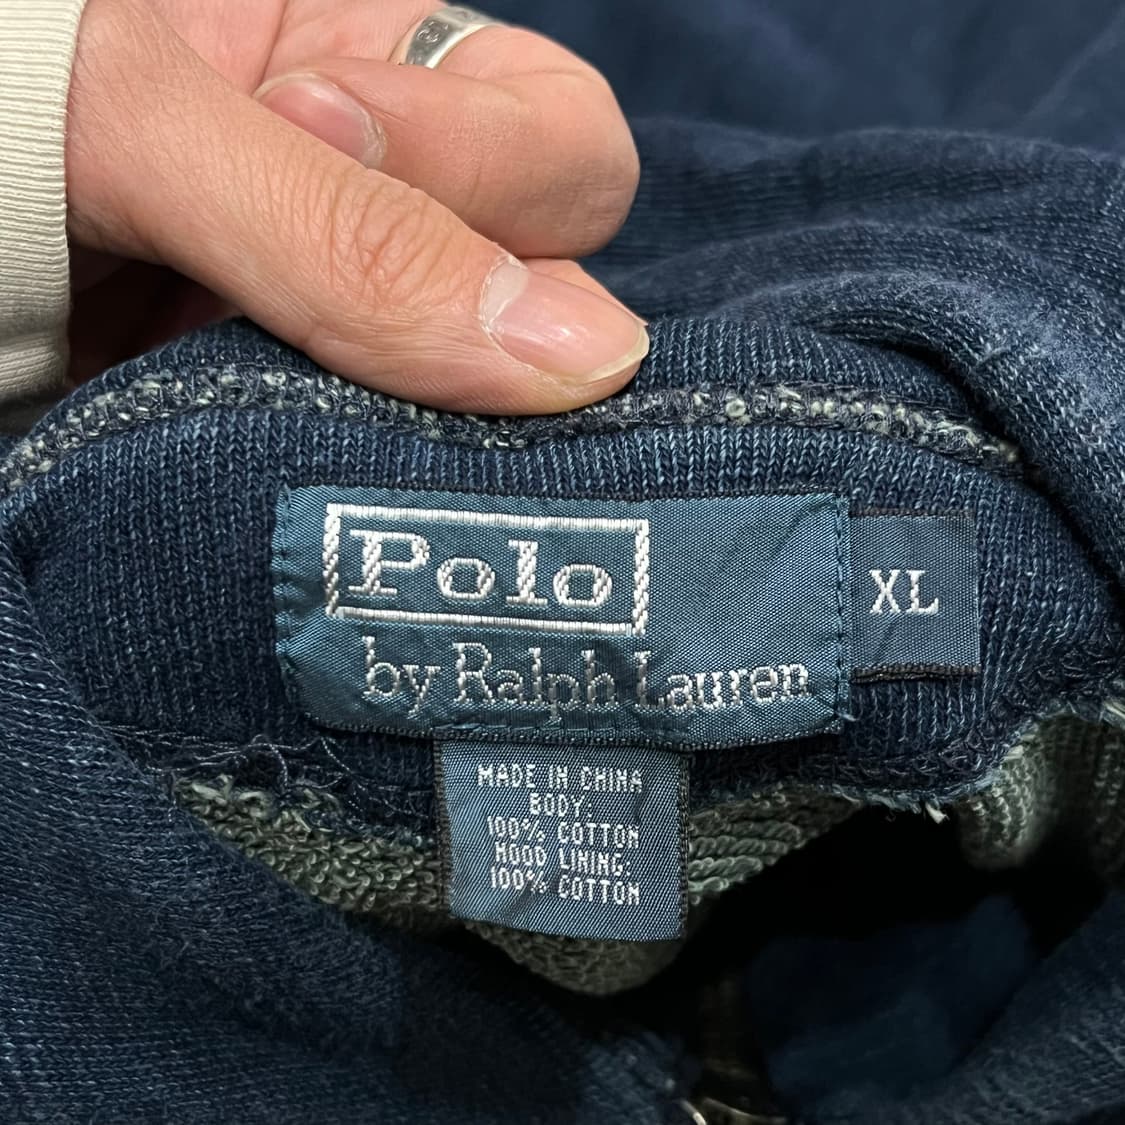 Polo
by Ralph Lauren
XL
MADE IN CHINA
BODY:
100% COTTON
HOOD LINING:
100% COTTON